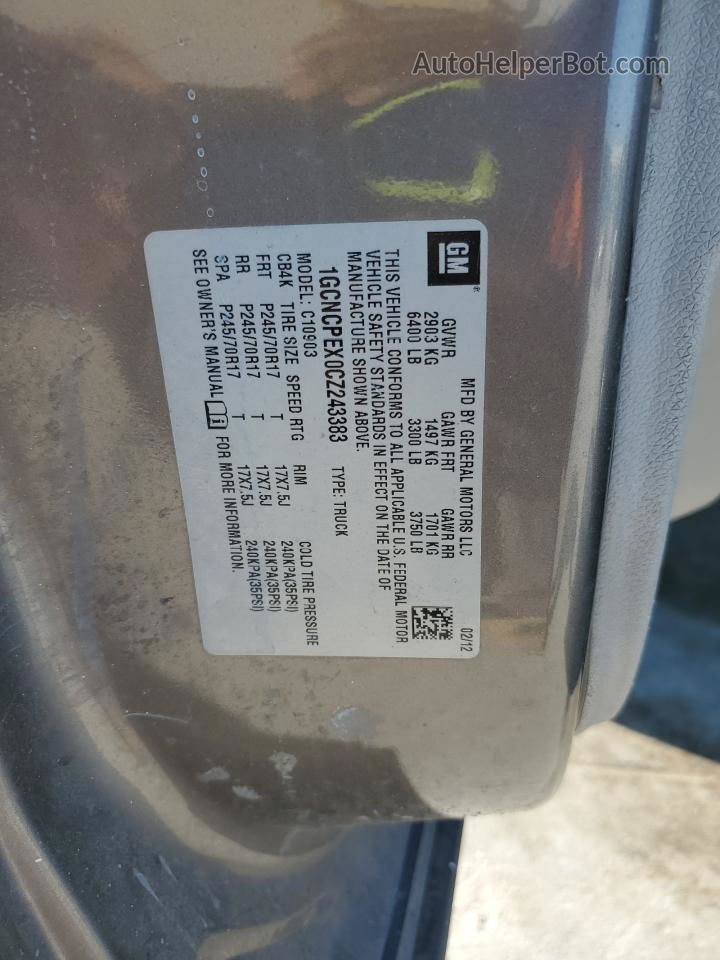 AutoHelperBot.com
GM
MFD BY GENERAL MOTORS LLC 02/12
GVWR GAWR FRT GAWR RR
2903 KG 1497 KG 1701 KG
6400 LB 3300 LB 3750 LB
THIS VEHICLE CONFORMS TO ALL APPLICABLE U.S. FEDERAL MOTOR
VEHICLE SAFETY STANDARDS IN EFFECT ON THE DATE OF
MANUFACTURE SHOWN ABOVE.
1GCNCPEX0CZ243383 TYPE: TRUCK
MODEL: C10903
CB4K TIRE SIZE SPEED RTG RIM COLD TIRE PRESSURE
FRT P245/70R17 T 17X7.5J 240KPA(35PSI)
RR P245/70R17 T 17X7.5J 240KPA(35PSI)
SPA P245/70R17 T 17X7.5J 240KPA(35PSI)
SEE OWNER'S MANUAL FOR MORE INFORMATION.